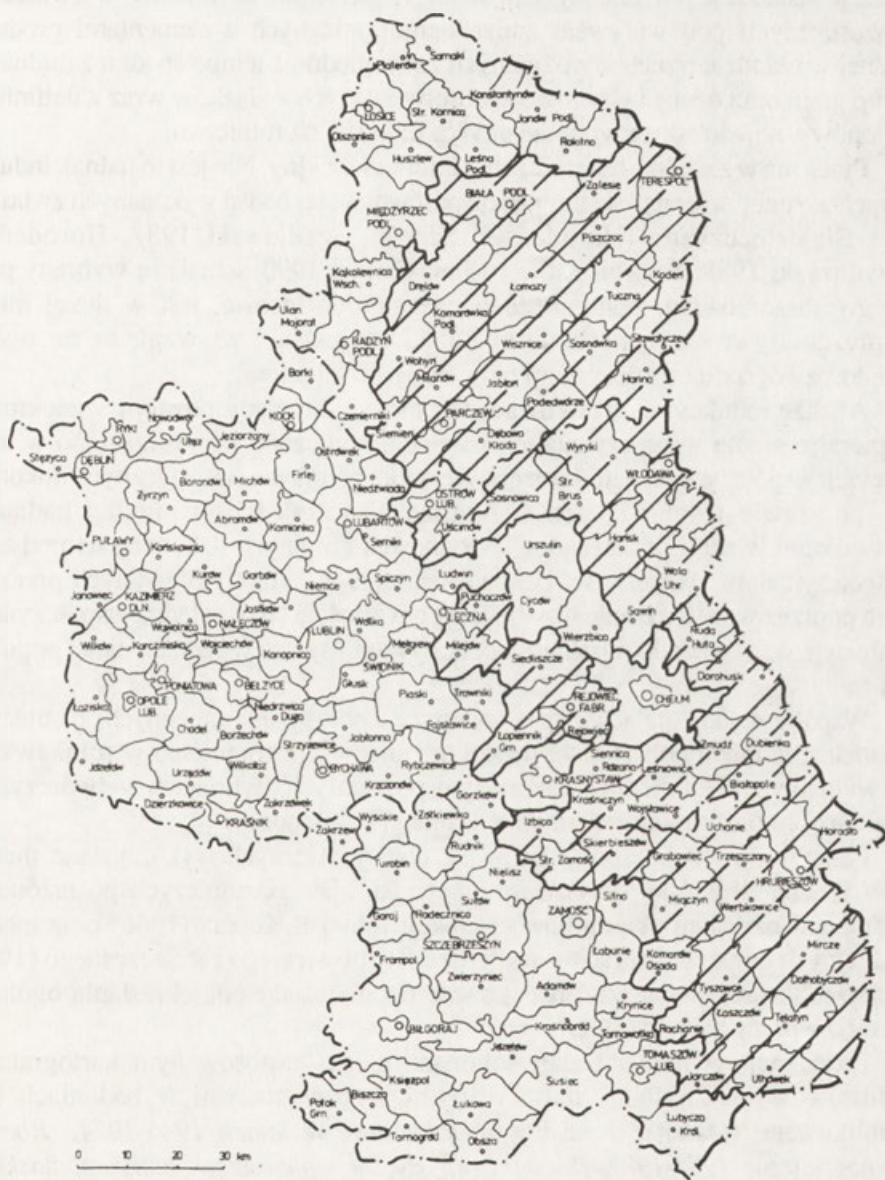 Platerów
Sarnaki
Konstantynów
ŁOSICE
Str. Kornica
Janów Podl.
Olszanka
Rokitno
Huszlew
Leśna Podl.
BIAŁA PODL.
Zalesie
TERESPOL
MIĘDZYRZEC PODL.
Piszczac
Kąkolewnica Wsch.
Drelów
Łomazy
Kodeń
Tuczna
Ulan Majorat
Komarówka Podl.
RADZYŃ PODL.
Wisznice
Sosnówka
Sławatycze
Wohyń
Borki
Milanów
Jabłoń
Hanna
Podedwórze
KOCK
Czemierniki
PARCZEW
Siemień
Dębowa Kłoda
Wyryki
RYKI
Nowodwór
Ułęż
Jeziorzany
Stężyca
DĘBLIN
Ostrówek
WŁODAWA
Żyrzyn
Baranów
Michów
Niedźwiada
OSTRÓW LUB.
Sosnowica
Str. Brus
Abramów
Kamionka
LUBARTÓW
Uścimów
Hańsk
PUŁAWY
Końskowola
Serniki
Urszulin
Wola Uhr.
Kurów
Garbów
Niemce
Spiczyn
Ludwin
Janowiec
KAZIMIERZ DLN.
Jastków
Puchaczów
Cyców
Sawin
Wąwolnica
NAŁĘCZÓW
LUBLIN
Wólka
ŁĘCZNA
Wilków
Karczmiska
Wojciechów
Konopnica
Mełgiew
Milejów
Wierzbica
Ruda Huta
ŚWIDNIK
Siedliszcze
Dorohusk
PONIATOWA
BEŁŻYCE
Głusk
Piaski
Trawniki
REJOWIEC FABR.
CHEŁM
Łaziska
OPOLE LUB.
Niedrzwica Duża
Rejowiec
Chodel
Borzechów
Jabłonna
Fajsławice
Łopiennik Grn.
Żmudź
Dubienka
Strzyżewice
Siennica Różana
Leśniowice
Józefów
Urzędów
Wilkołaz
BYCHAWA
Rybczewice
KRASNYSTAW
Białopole
Krzczonów
Gorzków
Kraśniczyn
Wojsławice
Dzierzkowice
Zakrzówek
Wysokie
Żółkiewka
Izbica
Uchanie
Horodło
KRAŚNIK
Zakrzew
Skierbieszów
Rudnik
Str. Zamość
Grabowiec
Trzeszczany
Turobin
Nielisz
HRUBIESZÓW
Sitno
Miączyn
Werbkowice
Sułów
ZAMOŚĆ
Goraj
Radecznica
SZCZEBRZESZYN
Mircze
Łabunie
Komarów Osada
Frampol
Zwierzyniec
Tyszowce
Dołhobyczów
Adamów
Krynice
Łaszczów
Telatyn
BIŁGORAJ
Krasnobród
Tarnawatka
Rachanie
Józefów
TOMASZÓW LUB.
Księżpol
Susiec
Jarczów
Ulhówek
Biszcza
Potok Grn.
Łukowa
Lubycza Król.
Tarnogród
Obsza
0 10 20 30 km